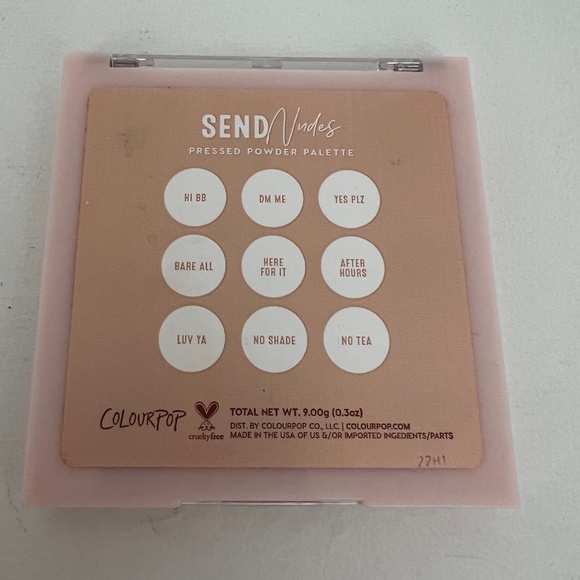 SEND Nudes
PRESSED POWDER PALETTE
HI BB
DM ME
YES PLZ
BARE ALL
HERE
FOR IT
AFTER
HOURS
LUV YA
NO SHADE
NO TEA
COLOURPOP
cruelty free
TOTAL NET WT. 9.00g (0.3oz)
DIST. BY COLOURPOP CO., LLC. | COLOURPOP.COM
MADE IN THE USA OF US &/OR IMPORTED INGEDIENTS/PARTS